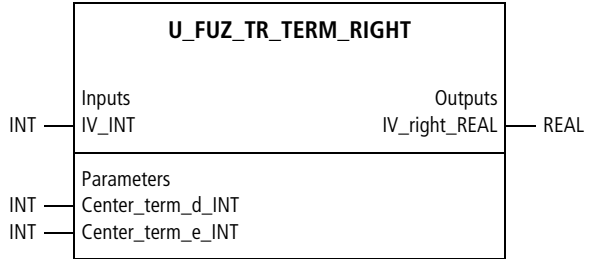 U_FUZ_TR_TERM_RIGHT
Inputs Outputs
INT IV_INT IV_right_REAL REAL
Parameters
INT Center_term_d_INT
INT Center_term_e_INT